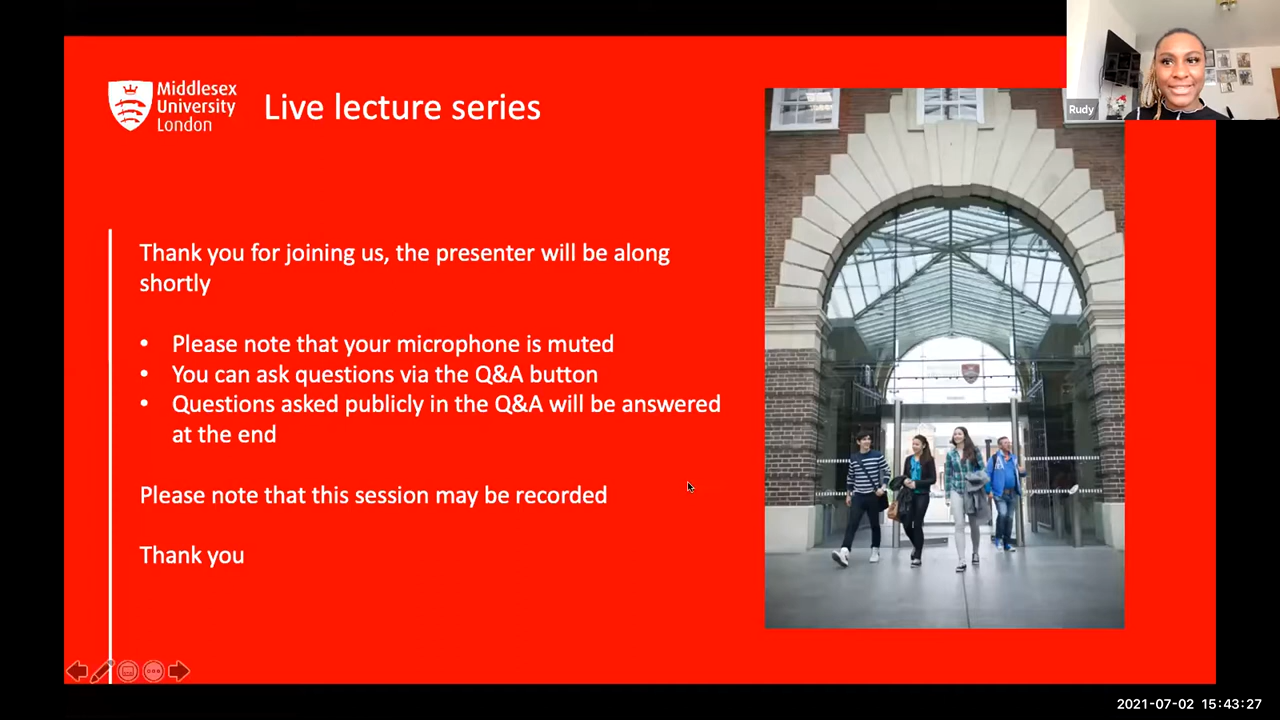 Middlesex
University
London
Live lecture series
Rudy
Thank you for joining us, the presenter will be along
shortly
• Please note that your microphone is muted
• You can ask questions via the Q&A button
• Questions asked publicly in the Q&A will be answered
at the end
Please note that this session may be recorded
Thank you
2021-07-02 15:43:27